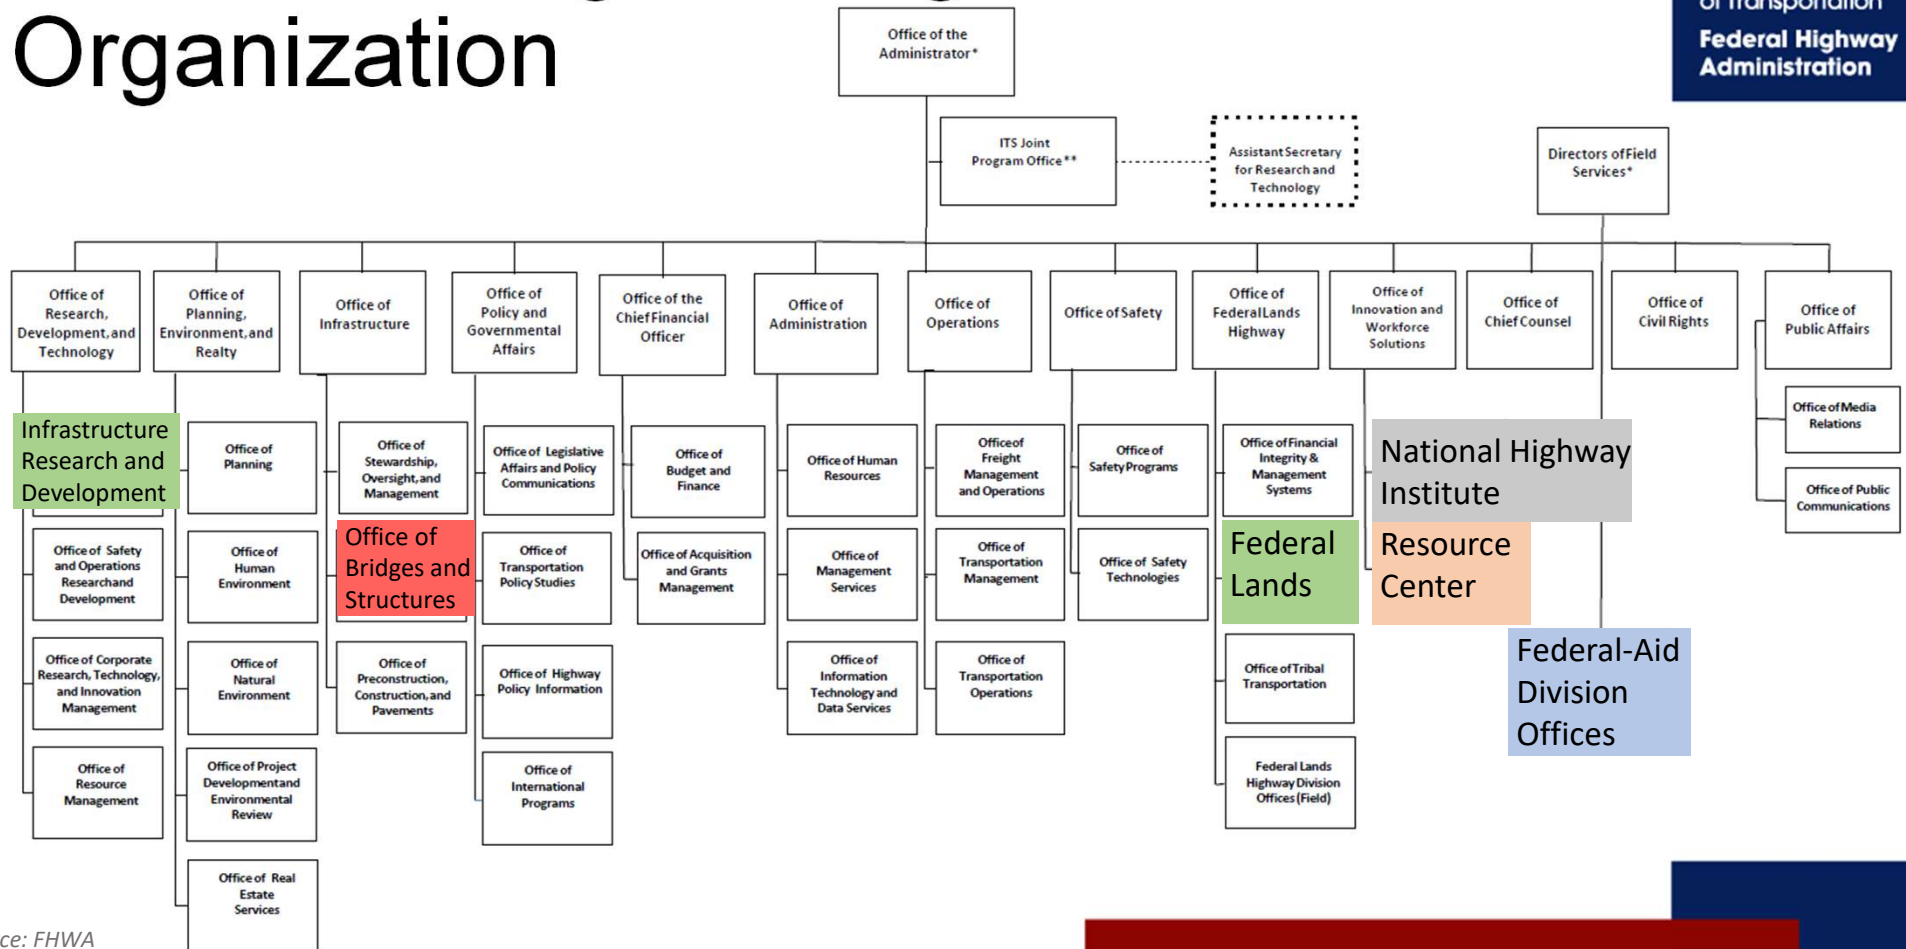 Organization
of Transportation
Federal Highway
Administration
Office of the
Administrator*
ITS Joint
Program Office**
Assistant Secretary
for Research and
Technology
Directors of Field
Services*
Office of
Research,
Development, and
Technology
Office of
Planning,
Environment, and
Realty
Office of
Infrastructure
Office of
Policy and
Governmental
Affairs
Office of the
Chief Financial
Officer
Office of
Administration
Office of
Operations
Office of Safety
Office of
Federal Lands
Highway
Office of
Innovation and
Workforce
Solutions
Office of
Chief Counsel
Office of
Civil Rights
Office of
Public Affairs
Infrastructure
Research and
Development
Office of Safety
and Operations
Research and
Development
Office of Corporate
Research, Technology,
and Innovation
Management
Office of
Resource
Management
Office of
Planning
Office of
Human
Environment
Office of
Natural
Environment
Office of Project
Development and
Environmental
Review
Office of Real
Estate
Services
Office of
Stewardship,
Oversight, and
Management
Office of
Bridges and
Structures
Office of
Preconstruction,
Construction, and
Pavements
Office of Legislative
Affairs and Policy
Communications
Office of
Transportation
Policy Studies
Office of Highway
Policy Information
Office of
International
Programs
Office of
Budget and
Finance
Office of Acquisition
and Grants
Management
Office of Human
Resources
Office of
Management
Services
Office of
Information
Technology and
Data Services
Office of
Freight
Management
and Operations
Office of
Transportation
Management
Office of
Transportation
Operations
Office of
Safety Programs
Office of Safety
Technologies
Office of Financial
Integrity &
Management
Systems
Federal
Lands
Office of Tribal
Transportation
Federal Lands
Highway Division
Offices (Field)
National Highway
Institute
Resource
Center
Federal-Aid
Division
Offices
Office of Media
Relations
Office of Public
Communications
ce: FHWA